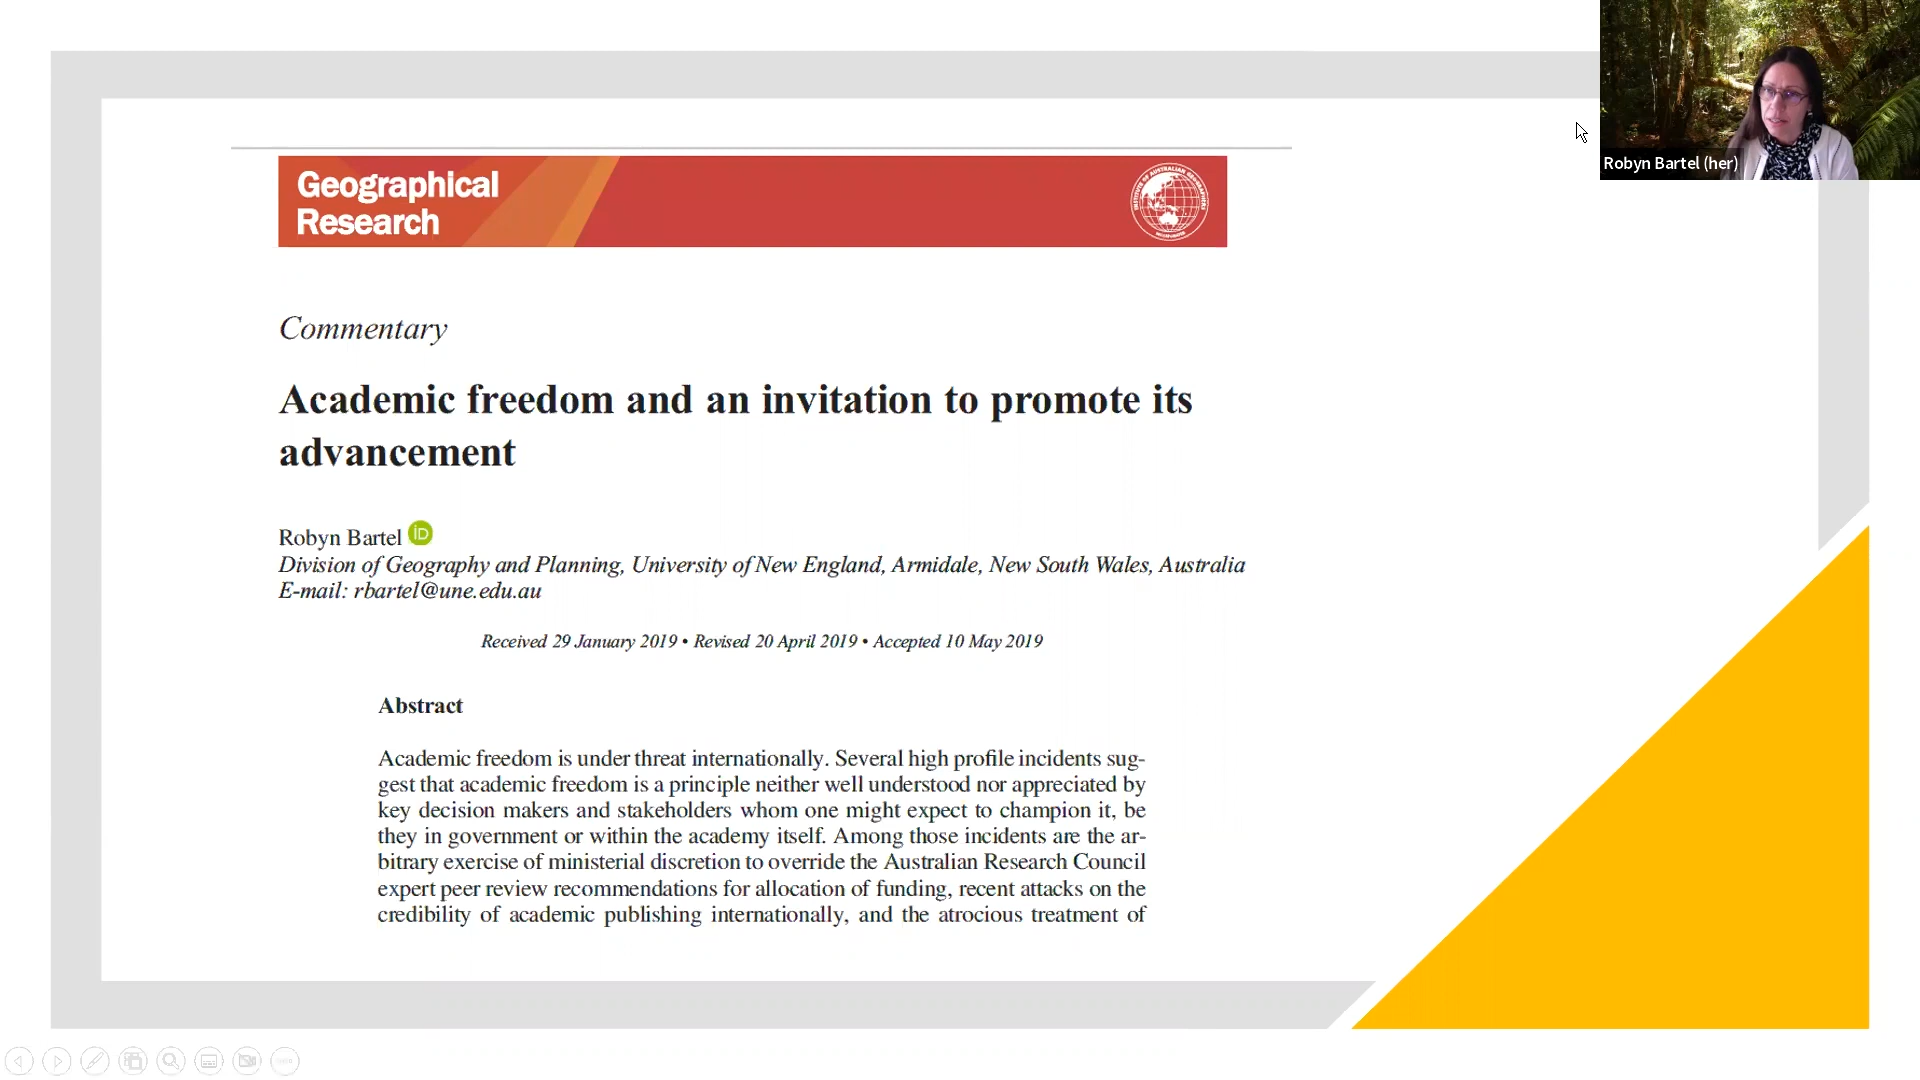 Geographical
Research
INSTITUTE OF AUSTRALIAN GEOGRAPHERS
Robyn Bartel (her)
Commentary
Academic freedom and an invitation to promote its
advancement
Robyn Bartel iD
Division of Geography and Planning, University of New England, Armidale, New South Wales, Australia
E-mail: rbartel@une.edu.au
Received 29 January 2019 • Revised 20 April 2019 • Accepted 10 May 2019
Abstract
Academic freedom is under threat internationally. Several high profile incidents sug-
gest that academic freedom is a principle neither well understood nor appreciated by
key decision makers and stakeholders whom one might expect to champion it, be
they in government or within the academy itself. Among those incidents are the ar-
bitrary exercise of ministerial discretion to override the Australian Research Council
expert peer review recommendations for allocation of funding, recent attacks on the
credibility of academic publishing internationally, and the atrocious treatment of